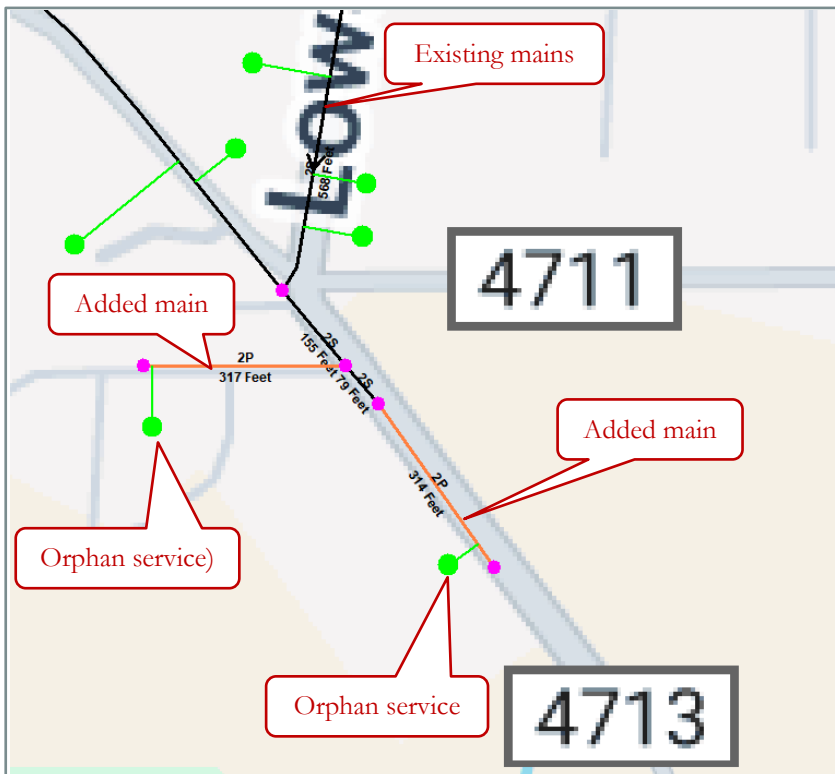 Existing mains
LOW
2P
568 Feet
4711
Added main
2S
155 Feet
2P
317 Feet
2S
79 Feet
Added main
2P
314 Feet
Orphan service)
Orphan service
4713